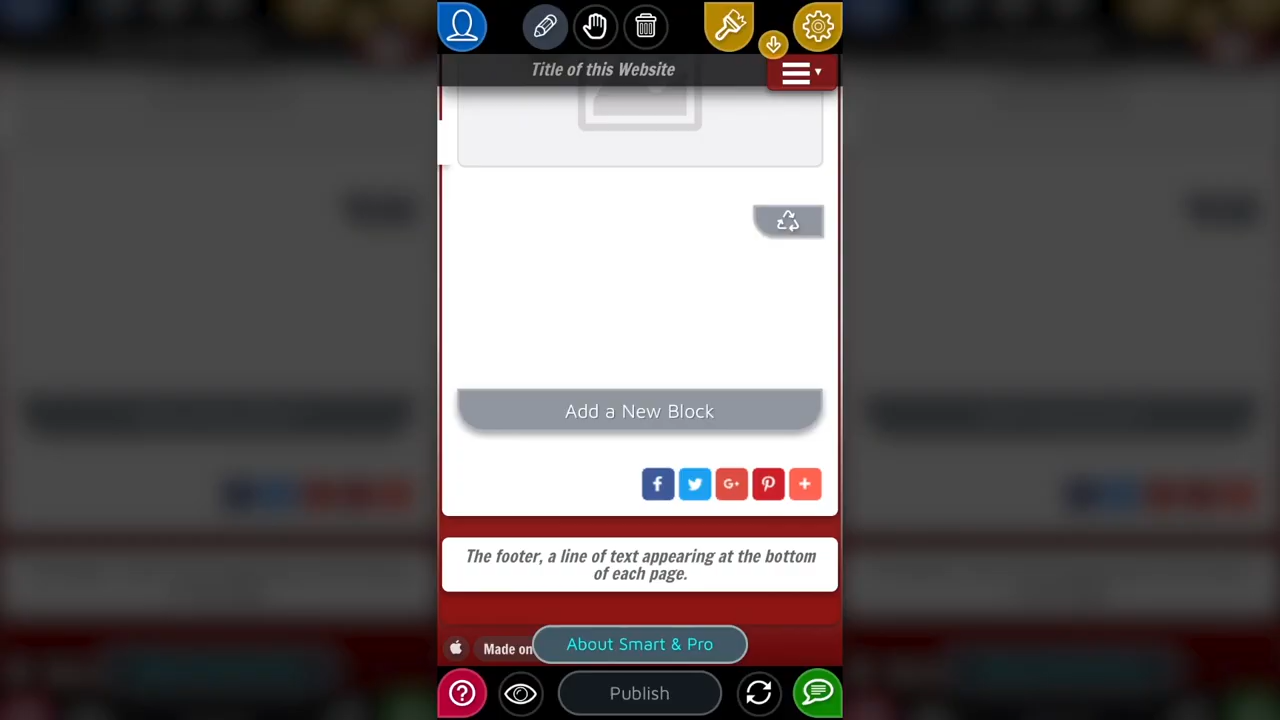 Title of this Website
Add a New Block
f
G+
The footer, a line of text appearing at the bottom
of each page.
Made on
About Smart & Pro
?
Publish